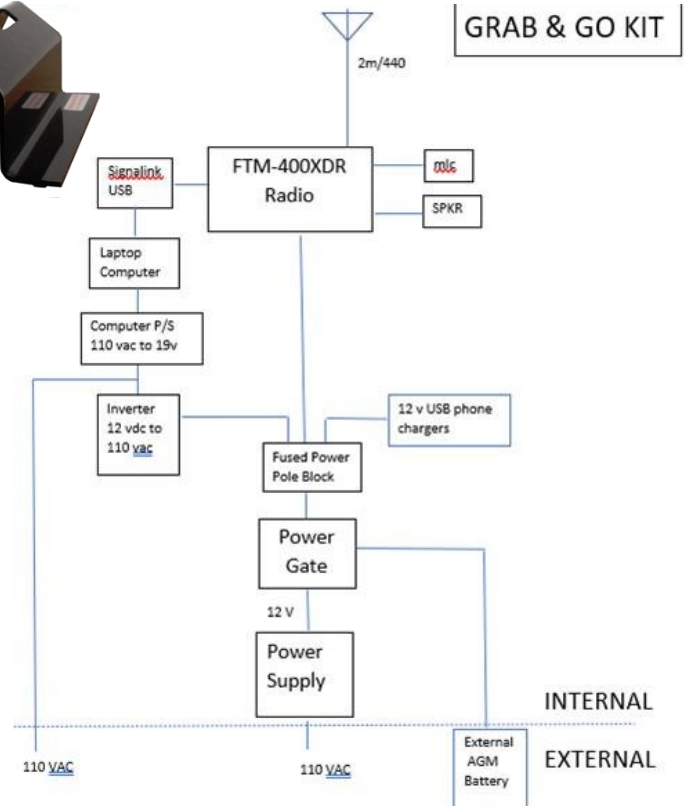 GRAB & GO KIT
2m/440
FTM-400XDR
Radio
mic
SPKR
Signalink
USB
Laptop
Computer
Computer P/S
110 vac to 19v
Inverter
12 vdc to
110 vac
12 v USB phone
chargers
Fused Power
Pole Block
Power
Gate
12 V
Power
Supply
INTERNAL
EXTERNAL
External
AGM
Battery
110 VAC
110 VAC